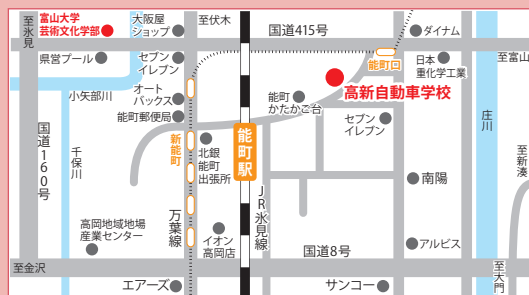 至氷見
富山大学
芸術文化学部
大阪屋
ショップ
至伏木
国道415号
ダイナム
県営プール
セブン
イレブン
能町口
日本
重化学工業
至富山
小矢部川
オート
バックス
高新自動車学校
能町
かたかご台
能町郵便局
セブン
イレブン
庄川
国道160号
千保川
新能町
北銀
能町
出張所
能町駅
至新湊
JR氷見線
南陽
万葉線
高岡地域地場
産業センター
イオン
高岡店
国道8号
アルビス
至金沢
至大門
エアーズ
サンコー